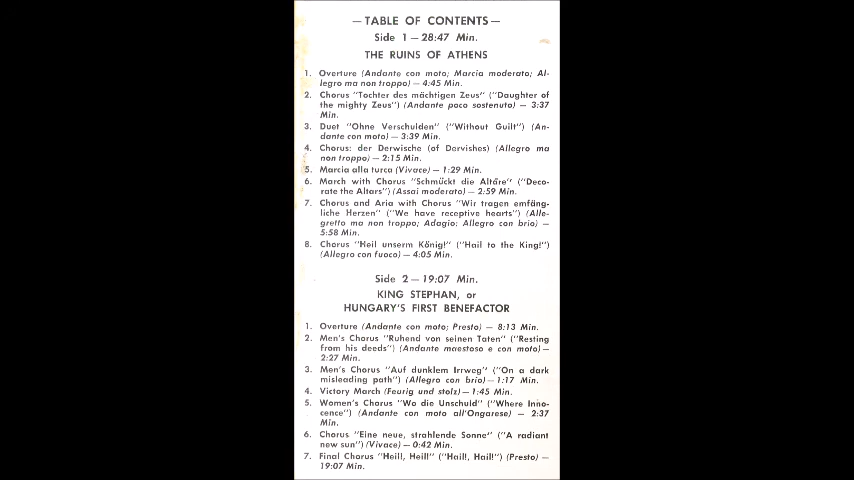 —TABLE OF CONTENTS—
Side 1—28:47 Min.
THE RUINS OF ATHENS
1. Overture (Andante con moto; Marcia moderato; Al-
legro ma non troppo) — 4:45 Min.
2. Chorus "Tochter des mächtigen Zeus" ("Daughter of
the mighty Zeus") (Andante poco sostenuto) — 3:37
Min.
3. Duet "Ohne Verschulden" ("Without Guilt") (An-
dante con moto) — 3:39 Min.
4. Chorus: der Derwische (of Dervishes) (Allegro ma
non troppo) — 2:15 Min.
5. Marcia alla turca (Vivace) — 1:29 Min.
6. March with Chorus "Schmückt die Altäre" ("Deco-
rate the Altars") (Assai moderato) — 2:59 Min.
7. Chorus and Aria with Chorus "Wir tragen emfäng-
liche Herzen" ("We have receptive hearts") (Alle-
gretto ma non troppo; Adagio: Allegro con brio) —
5:58 Min.
8. Chorus "Heil unserm König!" ("Hail to the King!")
(Allegro con fuoco) — 4:05 Min.
Side 2—19:07 Min.
KING STEPHAN, or
HUNGARY'S FIRST BENEFACTOR
1. Overture (Andante con moto; Presto) — 8:13 Min.
2. Men's Chorus "Ruhend von seinen Taten" ("Resting
from his deeds") (Andante maestoso e con moto) —
2:27 Min.
3. Men's Chorus "Auf dunklem Irrweg" ("On a dark
misleading path") (Allegro con brio) — 1:17 Min.
4. Victory March (Feurig und stolz) — 1:45 Min.
5. Women's Chorus "Wo die Unschuld" ("Where Inno-
cence") (Andante con moto all'Ongarese) — 2:37
Min.
6. Chorus "Eine neue, strahlende Sonne" ("A radiant
new sun") (Vivace) — 0:42 Min.
7. Final Chorus "Heill, Heil!" ("Hail!, Hail!") (Presto) —
19:07 Min.